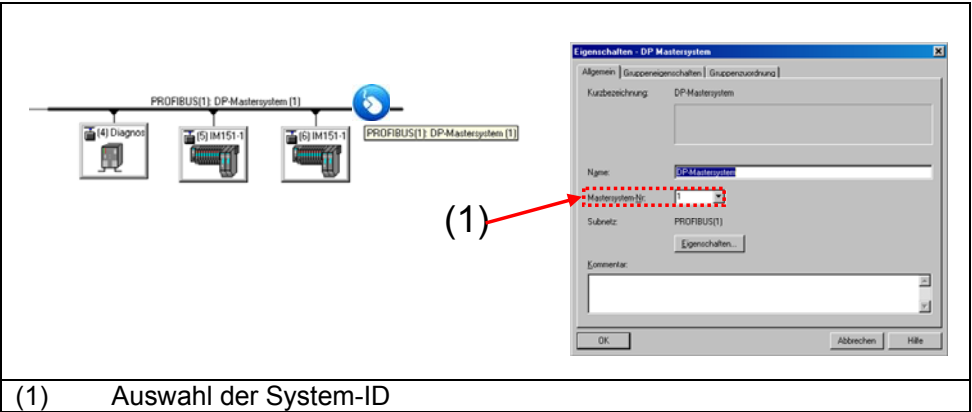 PROFIBUS(1): DP-Mastersystem (1)
(4) Diagnos
(5) IM151-1
(6) IM151-1
PROFIBUS(1): DP-Mastersystem (1)
Eigenschaften - DP Mastersystem
Allgemein
Gruppeneigenschaften
Gruppenzuordnung
Kurzbezeichnung:
DP-Mastersystem
Name:
DP-Mastersystem
Mastersystem-Nr.
1
Subnetz:
PROFIBUS(1)
Eigenschaften...
Kommentar:
OK
Abbrechen
Hilfe
(1)
(1) Auswahl der System-ID